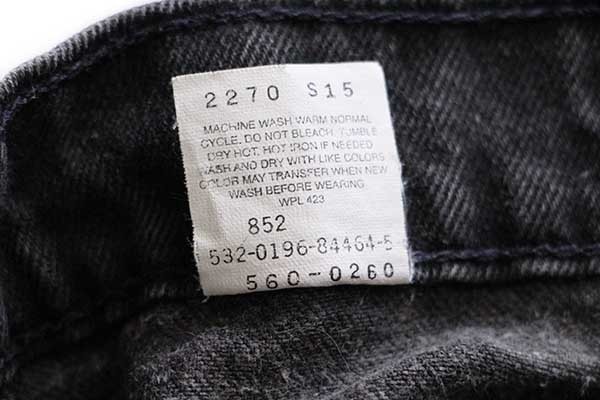 2270 S15
MACHINE WASH WARM NORMAL
CYCLE. DO NOT BLEACH. TUMBLE
DRY HOT. HOT IRON IF NEEDED
WASH AND DRY WITH LIKE COLORS
COLOR MAY TRANSFER WHEN NEW
WASH BEFORE WEARING
WPL 423
852
532-0196-84464-5
560-0260